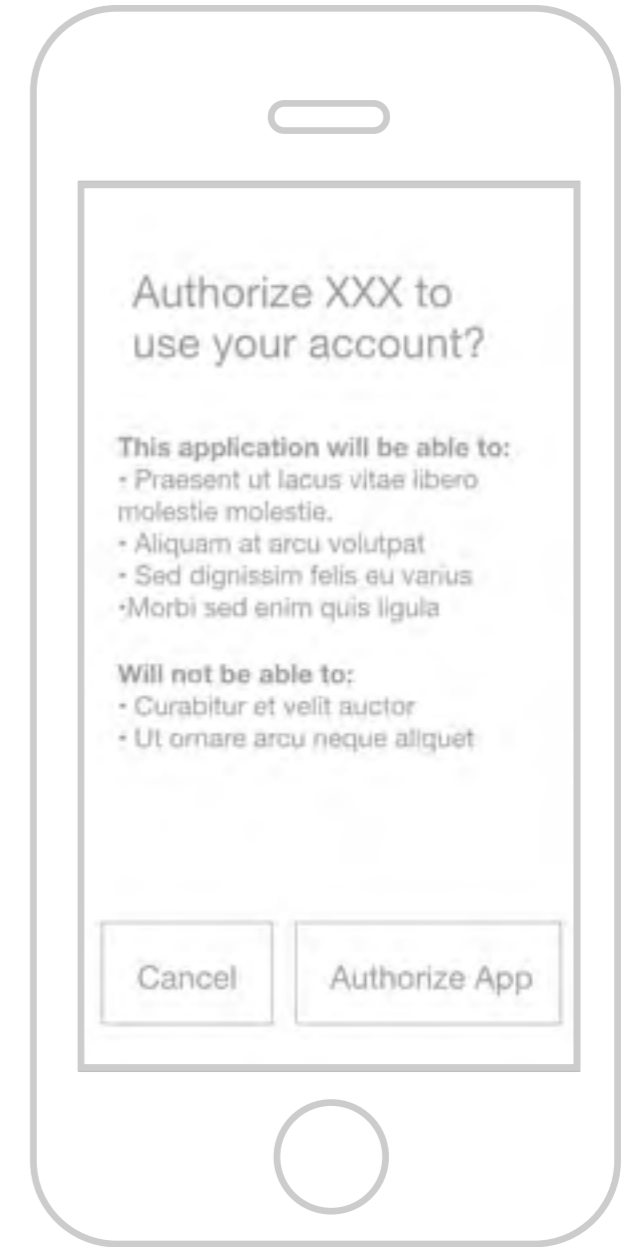 Authorize XXX to
use your account?
This application will be able to:
• Praesent ut lacus vitae libero
molestie molestie.
• Aliquam at arcu volutpat
• Sed dignissim felis eu varius
•Morbi sed enim quis ligula
Will not be able to:
• Curabitur et velit auctor
• Ut ornare arcu neque aliquet
Cancel
Authorize App